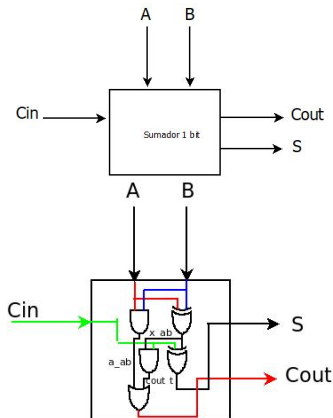 A B
Cin
Cout
Sumador 1 bit
S
A B
Cin
x_ab
S
a_ab
Cout
cout_t